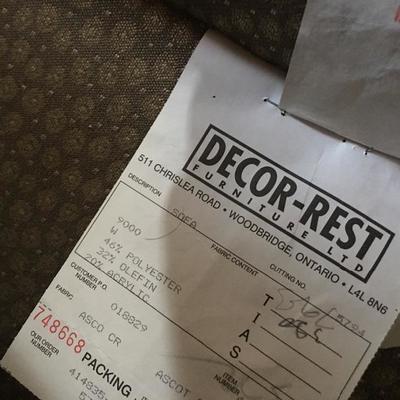 DECOR-REST
FURNITURE LTD
511 CHRISLEA ROAD • WOODBRIDGE, ONTARIO • L4L 8N6
DESCRIPTION
FABRIC CONTENT
CUTTING NO.
SOFA
9000
W
46% POLYESTER
32% OLEFIN
20% ACRYLIC
T
I
A
S
CUSTOMER P.O.
NUMBER
018829
FABRIC
ASCO CR
ASCOT
748668
OUR ORDER
NUMBER
PACKING
ITEM
NUMBER